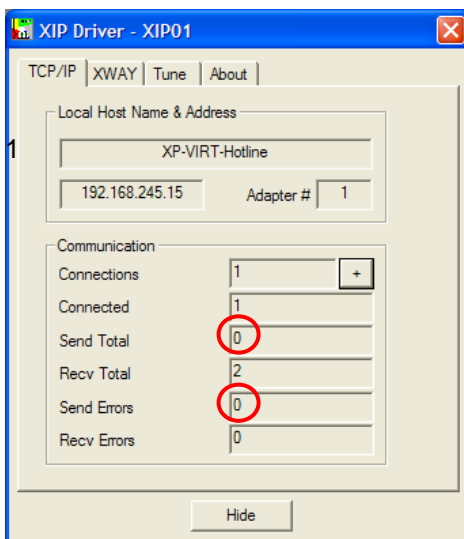 XIP Driver - XIP01
TCP/IP XWAY Tune About
Local Host Name & Address
1
XP-VIRT-Hotline
192.168.245.15 Adapter # 1
Communication
Connections 1 +
Connected 1
Send Total 0
Recv Total 2
Send Errors 0
Recv Errors 0
Hide